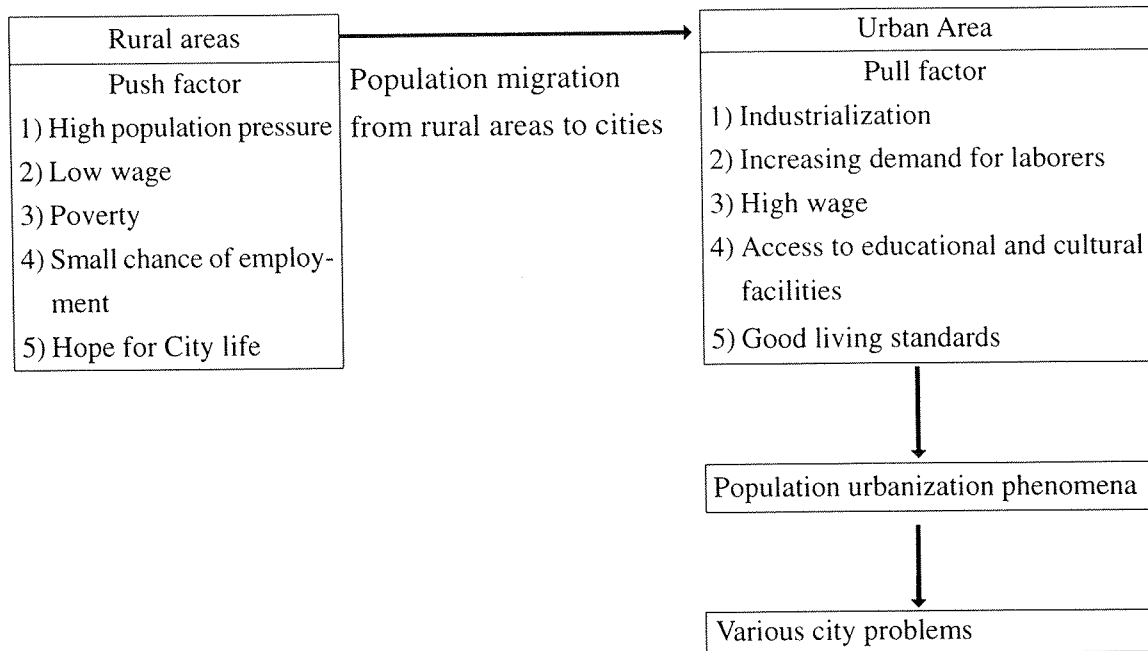 Rural areas
Push factor
1) High population pressure
2) Low wage
3) Poverty
4) Small chance of employ-
ment
5) Hope for City life
Population migration
from rural areas to cities
Urban Area
Pull factor
1) Industrialization
2) Increasing demand for laborers
3) High wage
4) Access to educational and cultural
facilities
5) Good living standards
Population urbanization phenomena
Various city problems